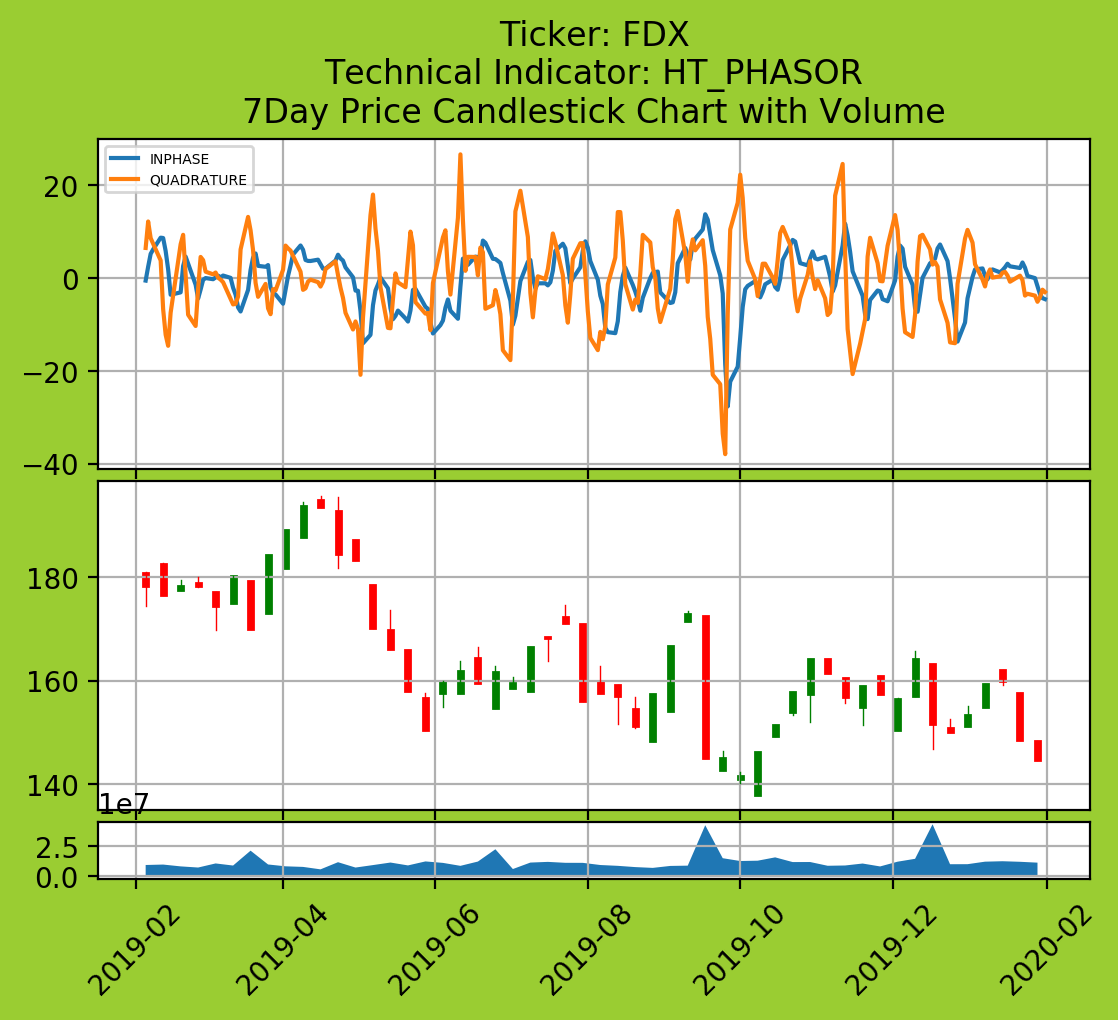 Ticker: FDX
Technical Indicator: HT_PHASOR
7Day Price Candlestick Chart with Volume
INPHASE
QUADRATURE
20
0
−20
−40
180
160
140
1e7
2.5
0.0
2019-02
2019-04
2019-06
2019-08
2019-10
2019-12
2020-02